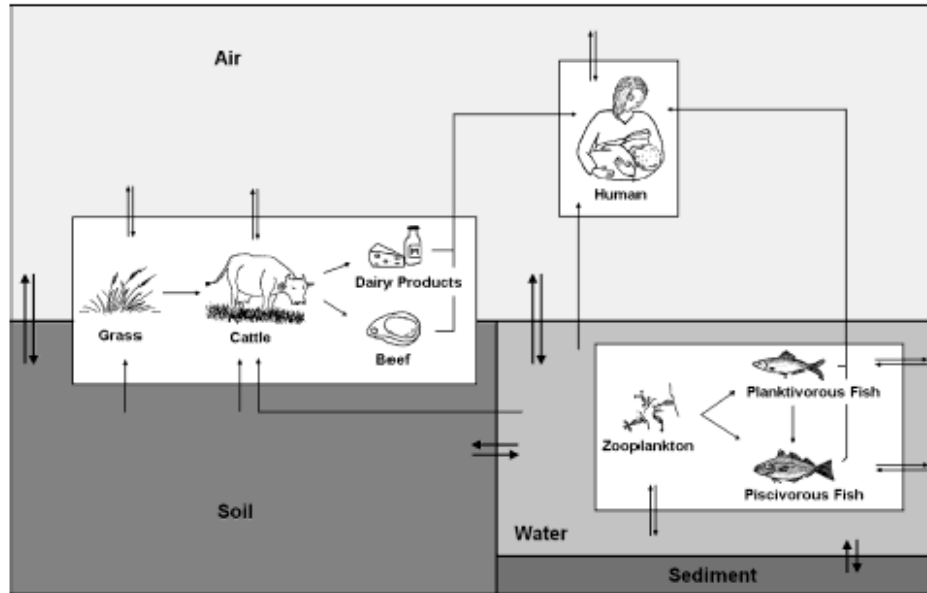 Air
Human
Dairy Products
Grass
Cattle
Beef
Planktivorous Fish
Zooplankton
Piscivorous Fish
Soil
Water
Sediment